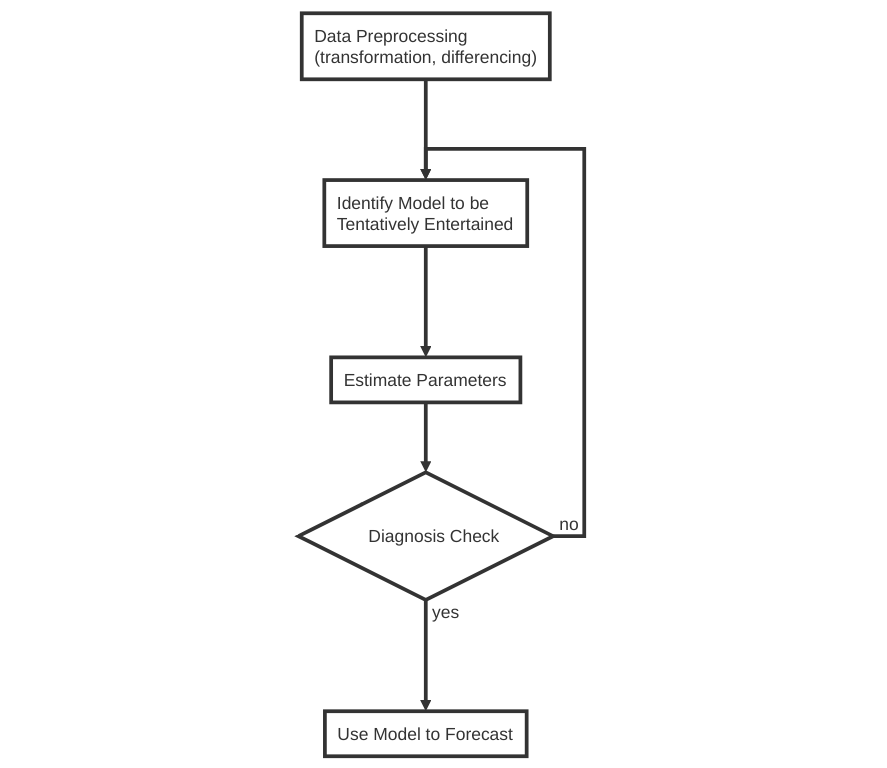 Data Preprocessing
(transformation, differencing)
Identify Model to be
Tentatively Entertained
Estimate Parameters
Diagnosis Check
no
yes
Use Model to Forecast